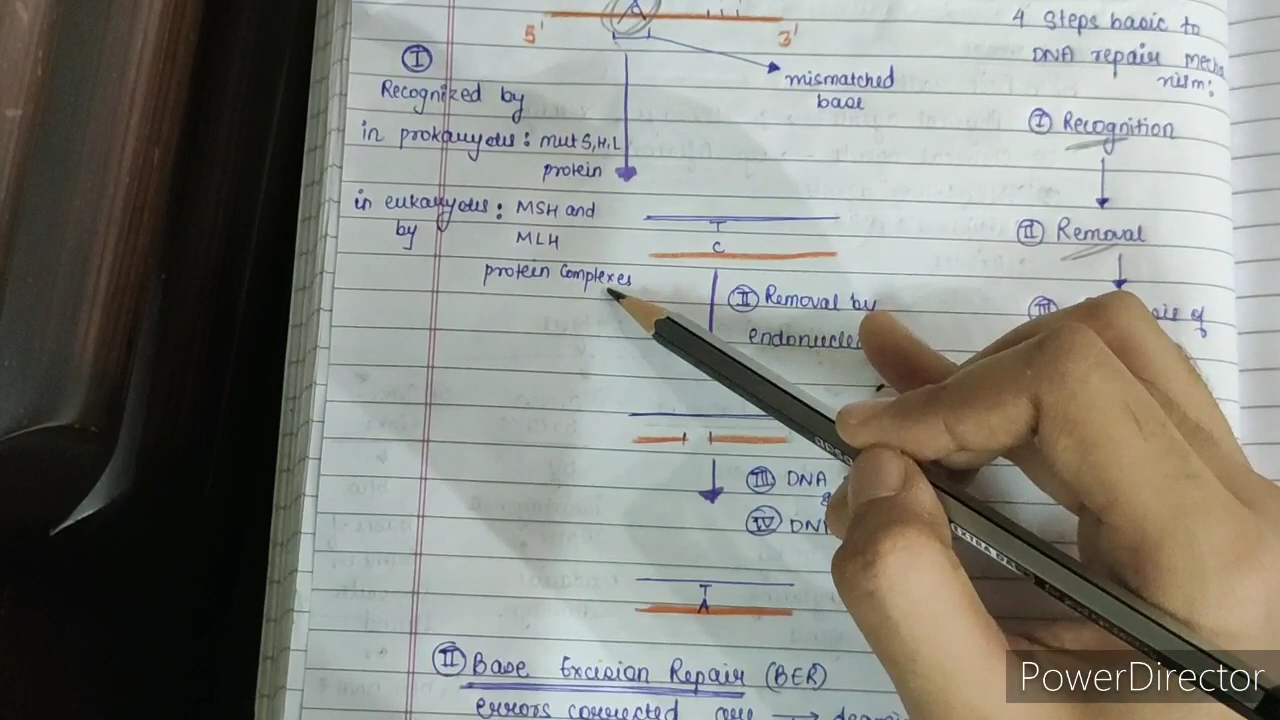 A
5'
3'
mismatched
base
I
Recognized by
in prokaryotes : mut S, H, L
protein
in eukaryotes : MSH and
by
MLH
protein complexes
T
C
II Removal by
III DNA
IV
T
A
II Base Excision Repair (BER)
errors corrected are →
4 Steps basic to
DNA repair mecha
nism:
I Recognition
II Removal
III
of
PowerDirector